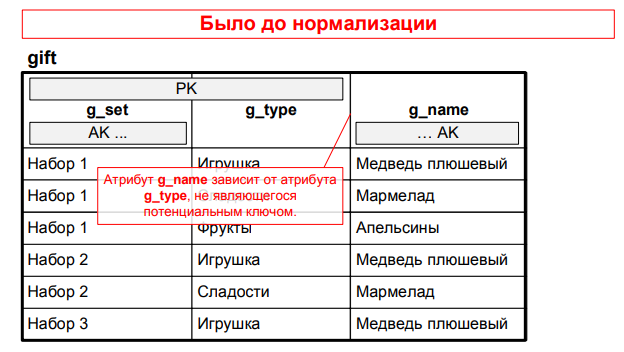 Было до нормализации
gift
PK
g_set g_type g_name
AK ... ... AK
Набор 1 Игрушка Медведь плюшевый
Атрибут g_name зависит от атрибута
Набор 1 Мармелад
g_type, не являющегося
потенциальным ключом.
Набор 1 Фрукты Апельсины
Набор 2 Игрушка Медведь плюшевый
Набор 2 Сладости Мармелад
Набор 3 Игрушка Медведь плюшевый